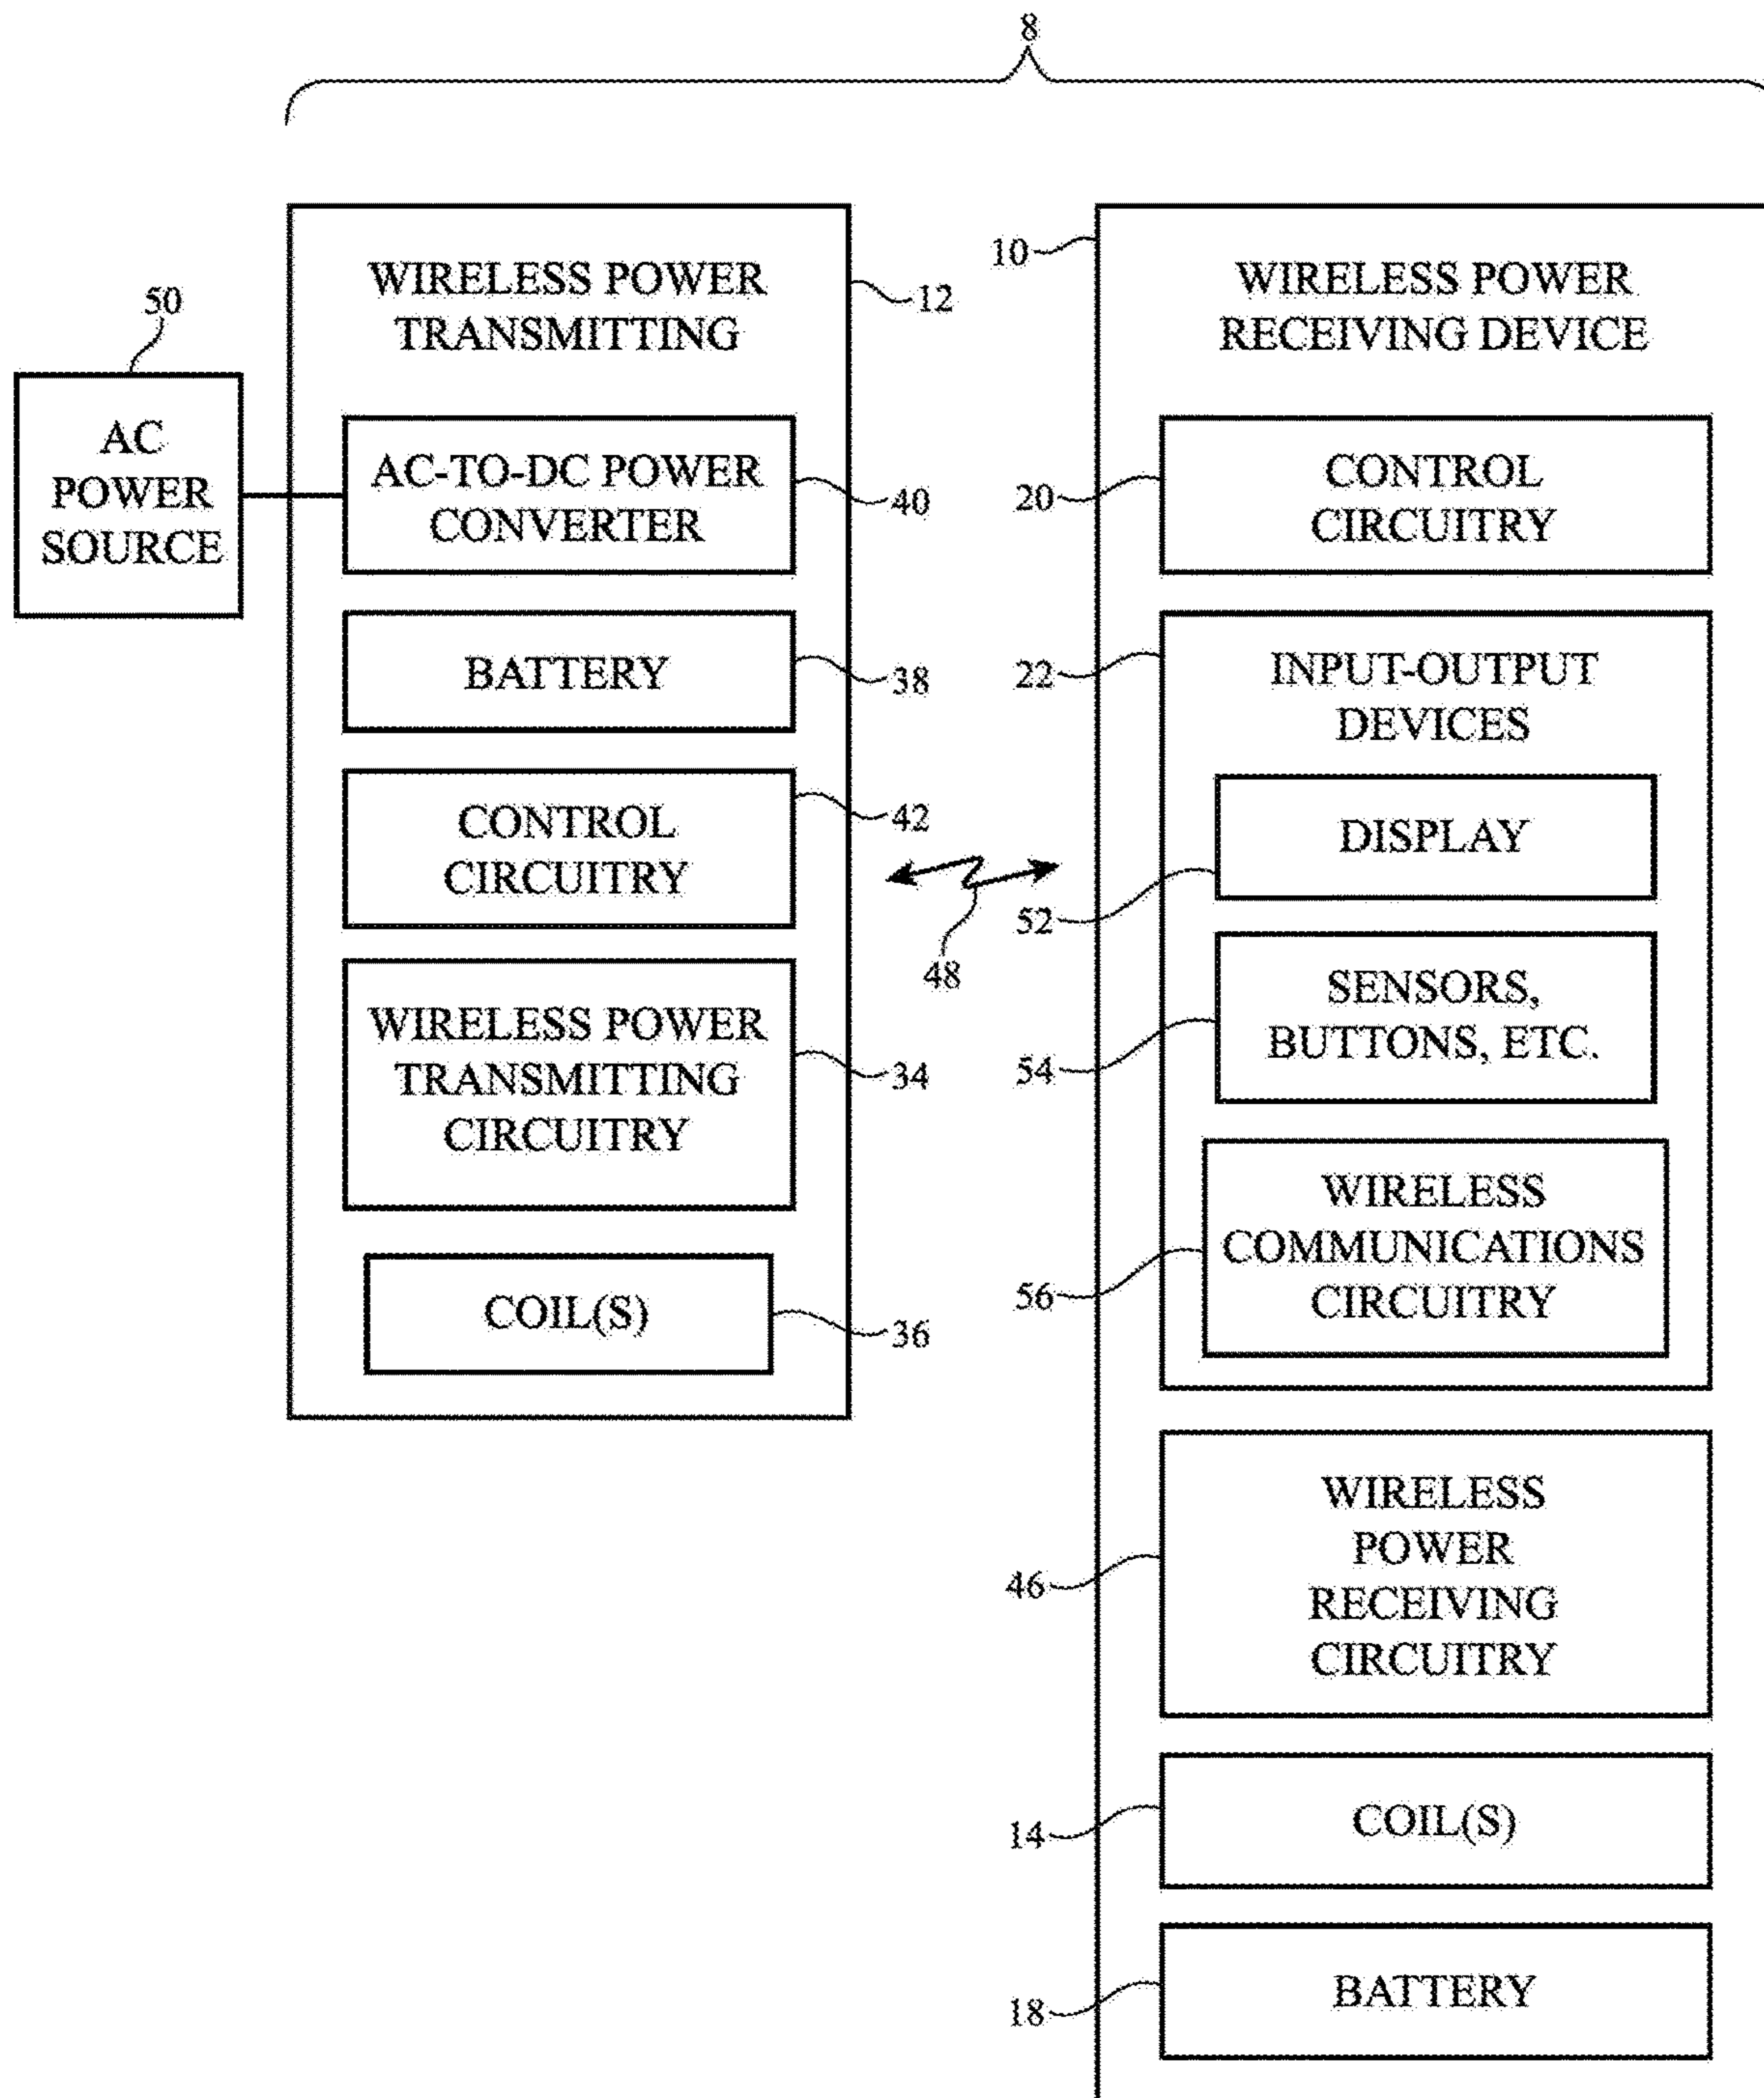 8
50
AC
POWER
SOURCE
WIRELESS POWER
TRANSMITTING
12
AC-TO-DC POWER
CONVERTER
40
BATTERY
38
CONTROL
CIRCUITRY
42
WIRELESS POWER
TRANSMITTING
CIRCUITRY
34
COIL(S)
36
48
10
WIRELESS POWER
RECEIVING DEVICE
CONTROL
CIRCUITRY
20
INPUT-OUTPUT
DEVICES
22
DISPLAY
52
SENSORS,
BUTTONS, ETC.
54
WIRELESS
COMMUNICATIONS
CIRCUITRY
56
WIRELESS
POWER
RECEIVING
CIRCUITRY
46
COIL(S)
14
BATTERY
18